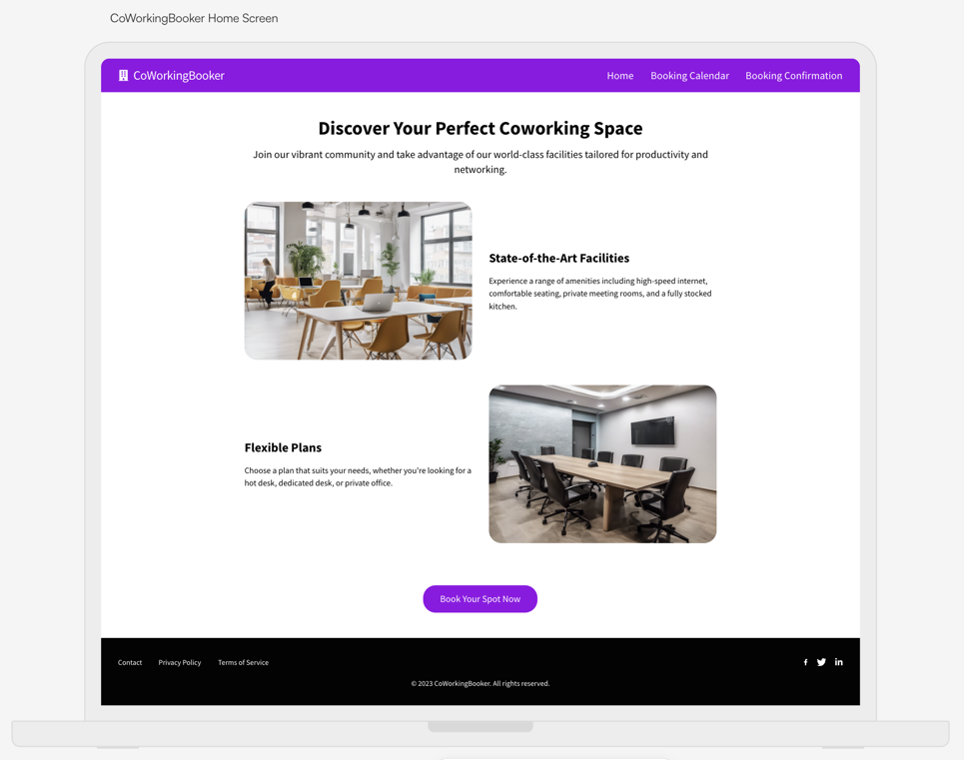 CoWorkingBooker Home Screen
CoWorkingBooker
Home Booking Calendar Booking Confirmation
Discover Your Perfect Coworking Space
Join our vibrant community and take advantage of our world-class facilities tailored for productivity and
networking.
State-of-the-Art Facilities
Experience a range of amenities including high-speed internet,
comfortable seating, private meeting rooms, and a fully stocked
kitchen.
Flexible Plans
Choose a plan that suits your needs, whether you're looking for a
hot desk, dedicated desk, or private office.
Book Your Spot Now
Contact Privacy Policy Terms of Service
© 2023 CoWorkingBooker. All rights reserved.